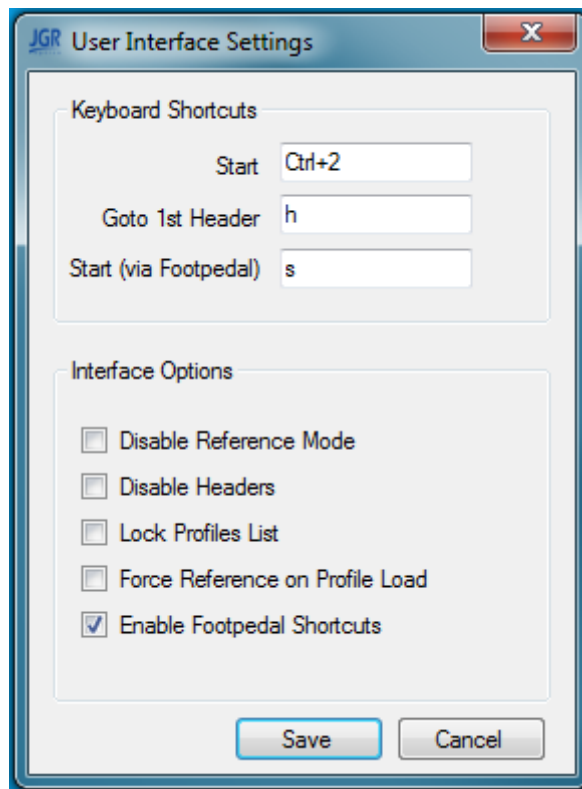 JGR User Interface Settings
Keyboard Shortcuts
Start Ctrl+2
Goto 1st Header h
Start (via Footpedal) s
Interface Options
Disable Reference Mode
Disable Headers
Lock Profiles List
Force Reference on Profile Load
Enable Footpedal Shortcuts
Save Cancel